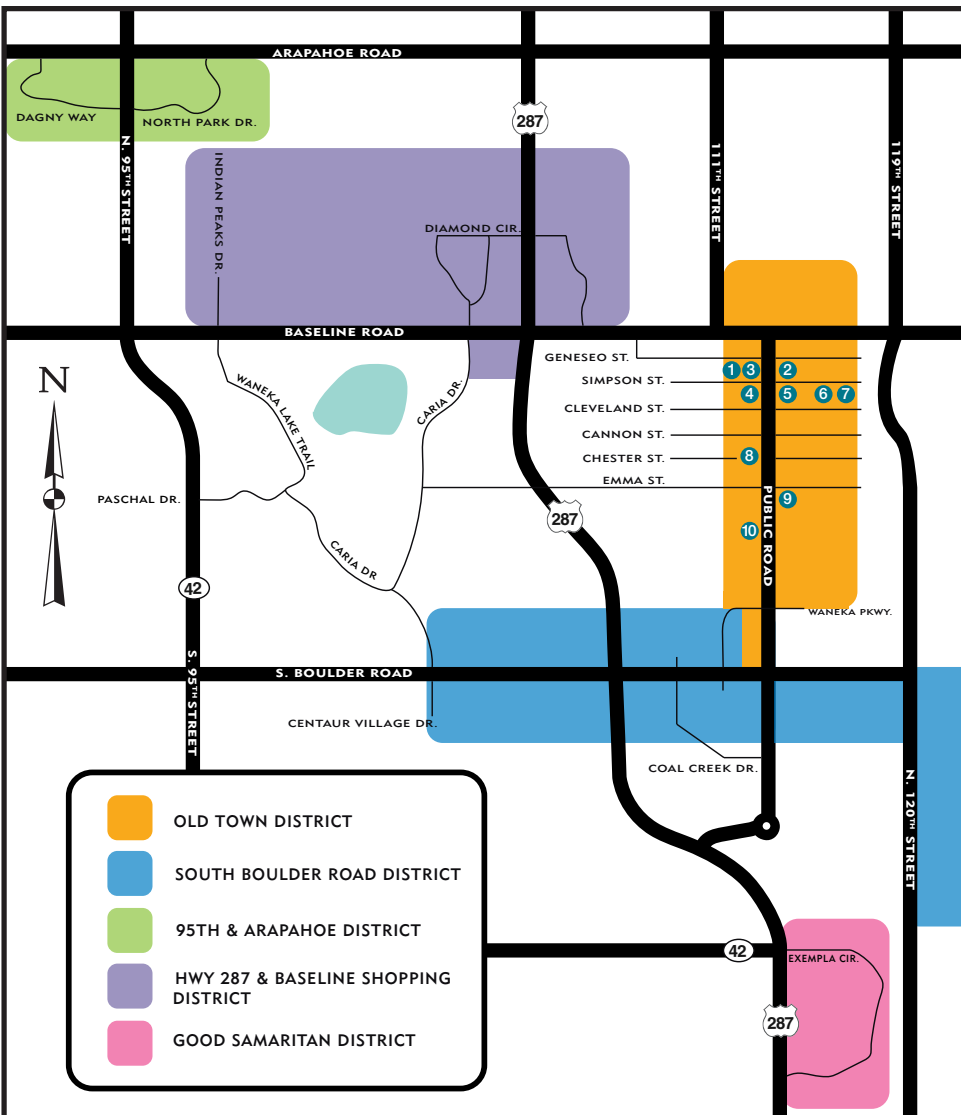 ARAPAHOE ROAD
DAGNY WAY
NORTH PARK DR.
287
N. 95TH STREET
INDIAN PEAKS DR.
111TH STREET
119TH STREET
DIAMOND CIR.
BASELINE ROAD
GENESEO ST.
N
1
3
2
SIMPSON ST.
WANEKA LAKE TRAIL
CARIA DR.
4
5
6
7
CLEVELAND ST.
CANNON ST.
CHESTER ST.
8
EMMA ST.
PASCHAL DR.
9
287
PUBLIC ROAD
10
CARIA DR
42
WANEKA PKWY.
S. BOULDER ROAD
S. 95TH STREET
CENTAUR VILLAGE DR.
COAL CREEK DR.
N. 120TH STREET
OLD TOWN DISTRICT
SOUTH BOULDER ROAD DISTRICT
95TH & ARAPAHOE DISTRICT
42
EXEMPLA CIR.
HWY 287 & BASELINE SHOPPING
DISTRICT
287
GOOD SAMARITAN DISTRICT